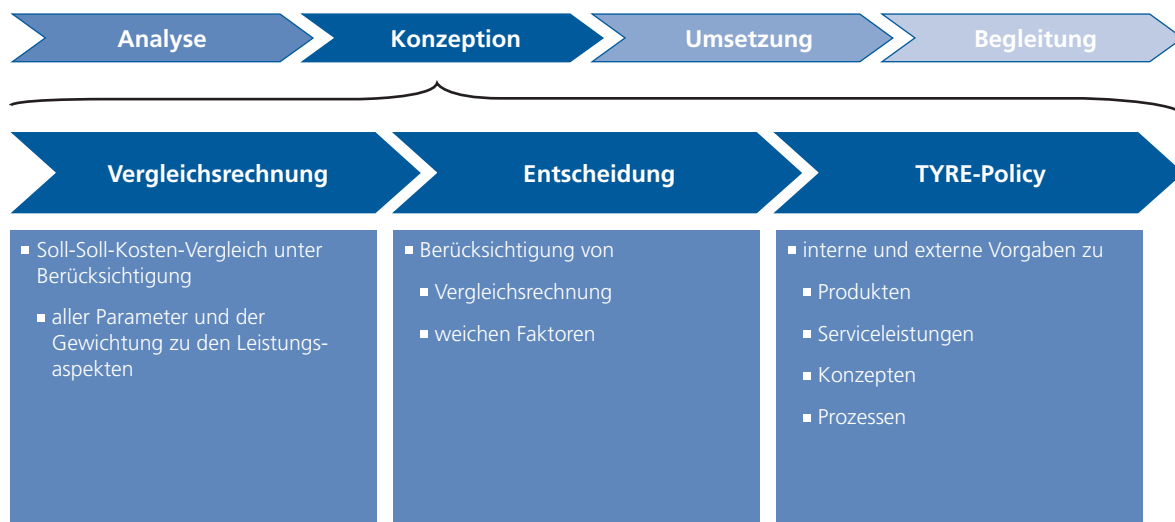 Analyse
Konzeption
Umsetzung
Begleitung
Vergleichsrechnung
Entscheidung
TYRE-Policy
Soll-Soll-Kosten-Vergleich unter
Berücksichtigung
aller Parameter und der
Gewichtung zu den Leistungs-
aspekten
Berücksichtigung von
Vergleichsrechnung
weichen Faktoren
interne und externe Vorgaben zu
Produkten
Serviceleistungen
Konzepten
Prozessen